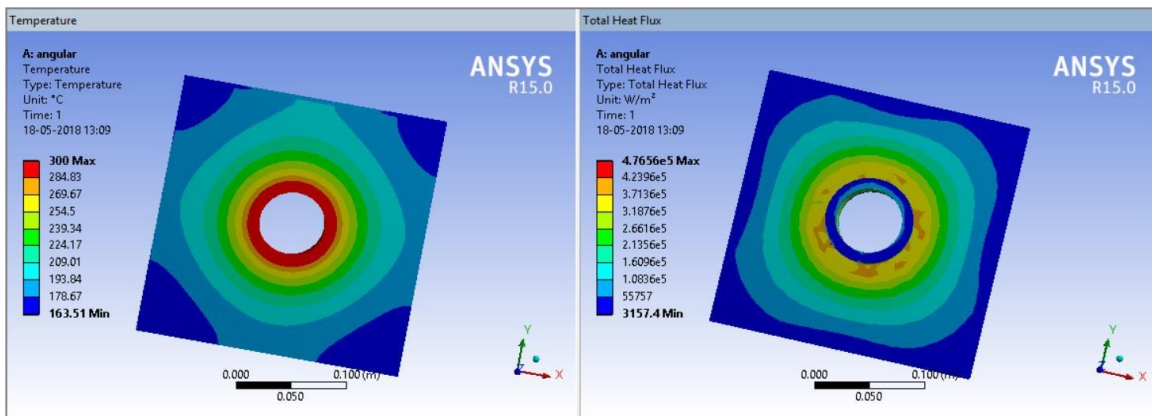 Temperature
A: angular
Temperature
Type: Temperature
Unit: °C
Time: 1
18-05-2018 13:09
300 Max
284.83
269.67
254.5
239.34
224.17
209.01
193.84
178.67
163.51 Min
ANSYS
R15.0
0.000
0.100 (m)
0.050
Y
Z
X
Total Heat Flux
A: angular
Total Heat Flux
Type: Total Heat Flux
Unit: W/m²
Time: 1
18-05-2018 13:09
4.7656e5 Max
4.2396e5
3.7136e5
3.1876e5
2.6616e5
2.1356e5
1.6096e5
1.0836e5
55757
3157.4 Min
ANSYS
R15.0
0.000
0.100 (m)
0.050
Y
Z
X